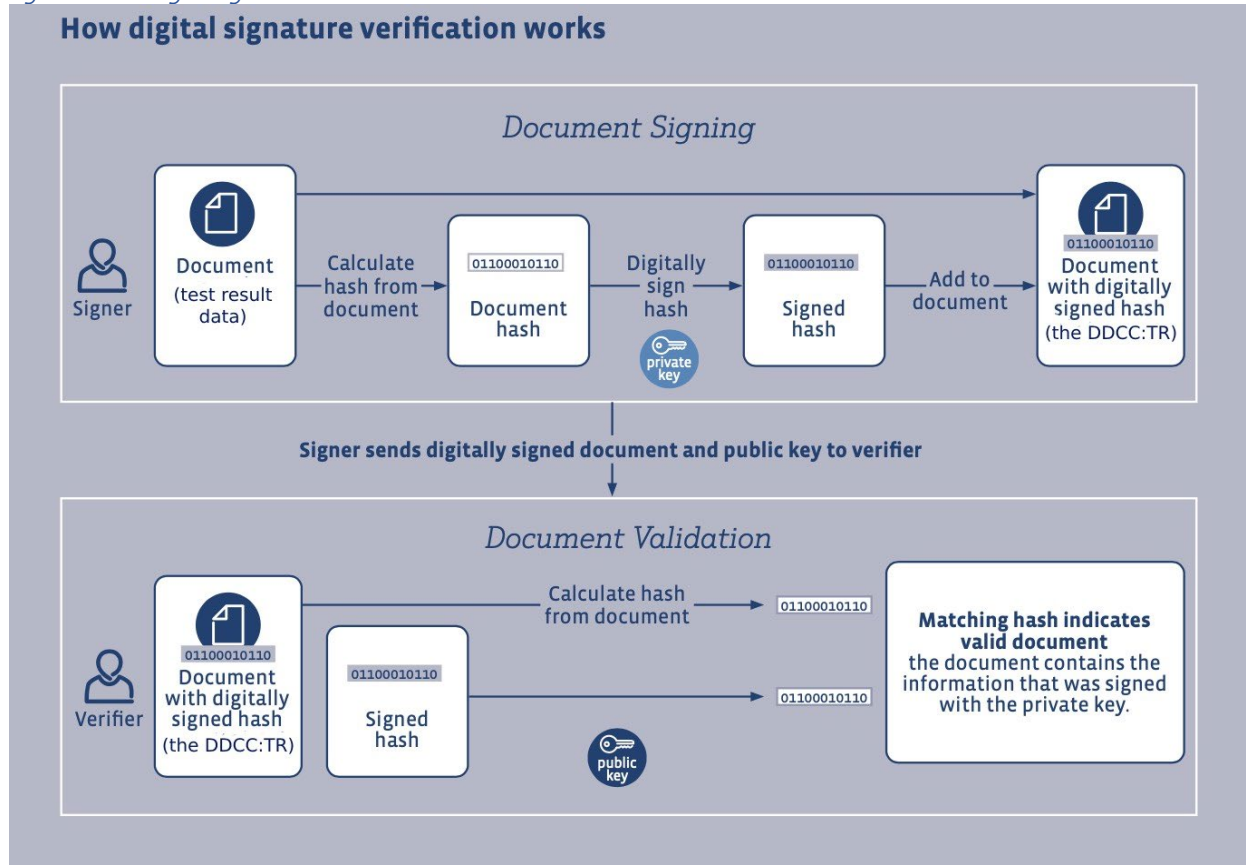 How digital signature verification works
Document Signing
Signer
Document
(test result
data)
Calculate
hash from
document
01100010110
Document
hash
Digitally
sign
hash
private
key
01100010110
Signed
hash
Add to
document
01100010110
Document
with digitally
signed hash
(the DDCC:TR)
Signer sends digitally signed document and public key to verifier
Document Validation
Verifier
01100010110
Document
with digitally
signed hash
(the DDCC:TR)
01100010110
Signed
hash
Calculate hash
from document
01100010110
public
key
01100010110
Matching hash indicates
valid document
the document contains the
information that was signed
with the private key.